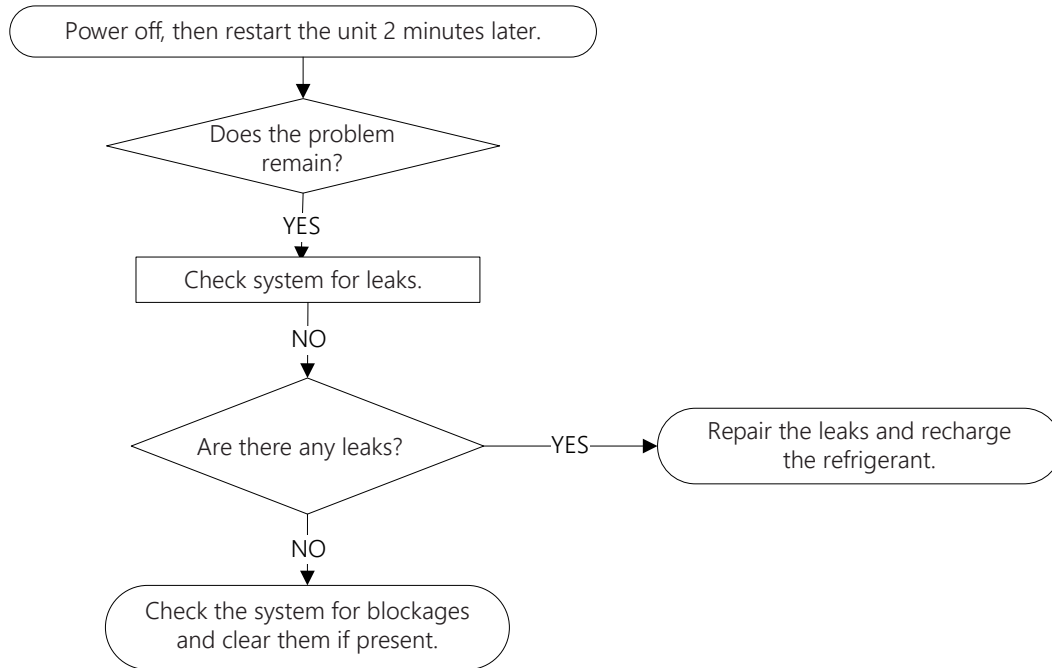 Power off, then restart the unit 2 minutes later.
Does the problem
remain?
YES
Check system for leaks.
NO
Are there any leaks?
YES
Repair the leaks and recharge
the refrigerant.
NO
Check the system for blockages
and clear them if present.